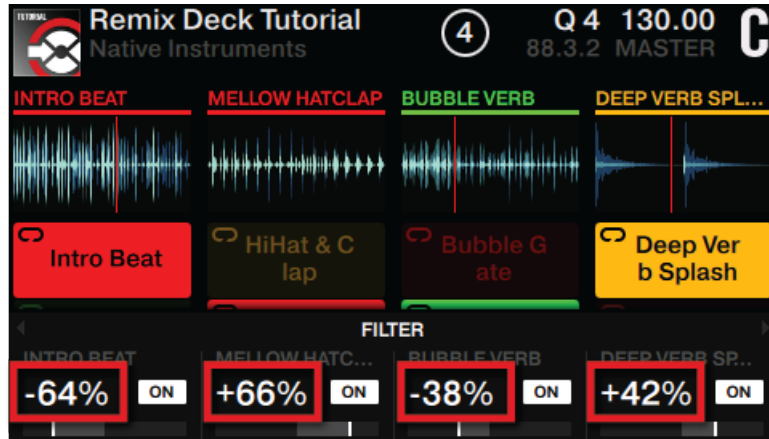 TUTORIAL
Remix Deck Tutorial
Native Instruments
4
Q 4 130.00
88.3.2 MASTER
C
INTRO BEAT MELLOW HATCLAP BUBBLE VERB DEEP VERB SPL...
Intro Beat
HiHat & C
lap
Bubble G
ate
Deep Ver
b Splash
FILTER
INTRO BEAT MELLOW HATC... BUBBLE VERB DEEP VERB SP...
-64% ON +66% ON -38% ON +42% ON